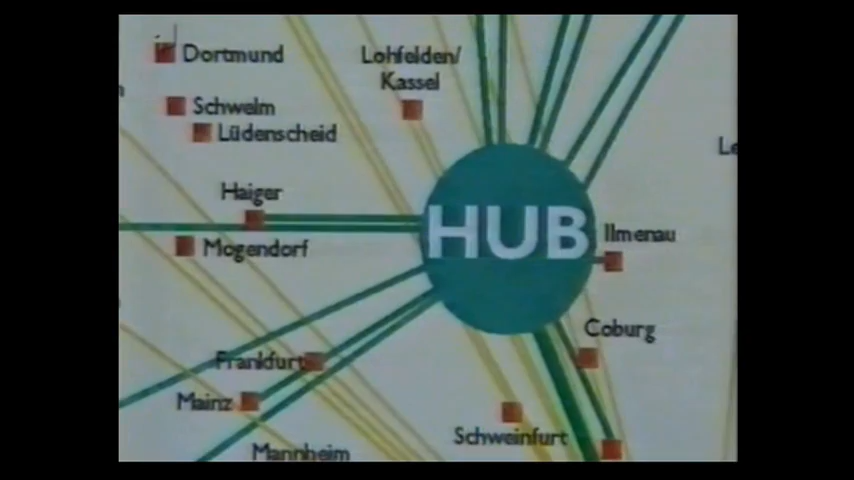 Dortmund
Lohfelden/
Kassel
Schwelm
Lüdenscheid
Haiger
HUB
Ilmenau
Mogendorf
Coburg
Frankfurt
Mainz
Schweinfurt
Mannheim